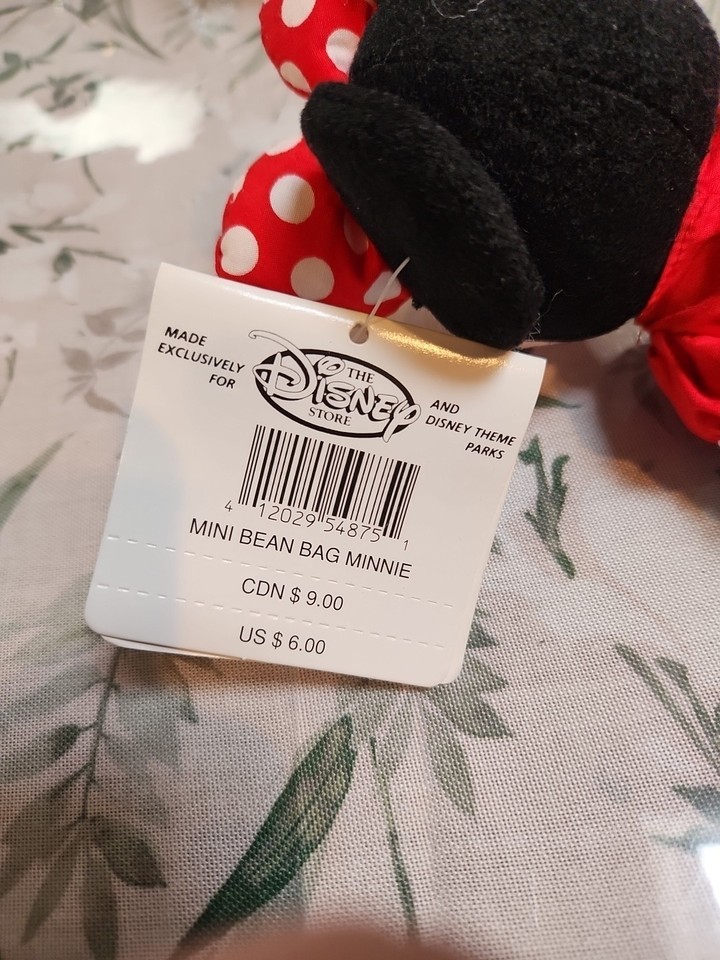 MADE
EXCLUSIVELY
FOR
THE
DISNEY
STORE
AND
DISNEY THEME
PARKS
4 12029 54875 1
MINI BEAN BAG MINNIE
CDN $ 9.00
US $ 6.00